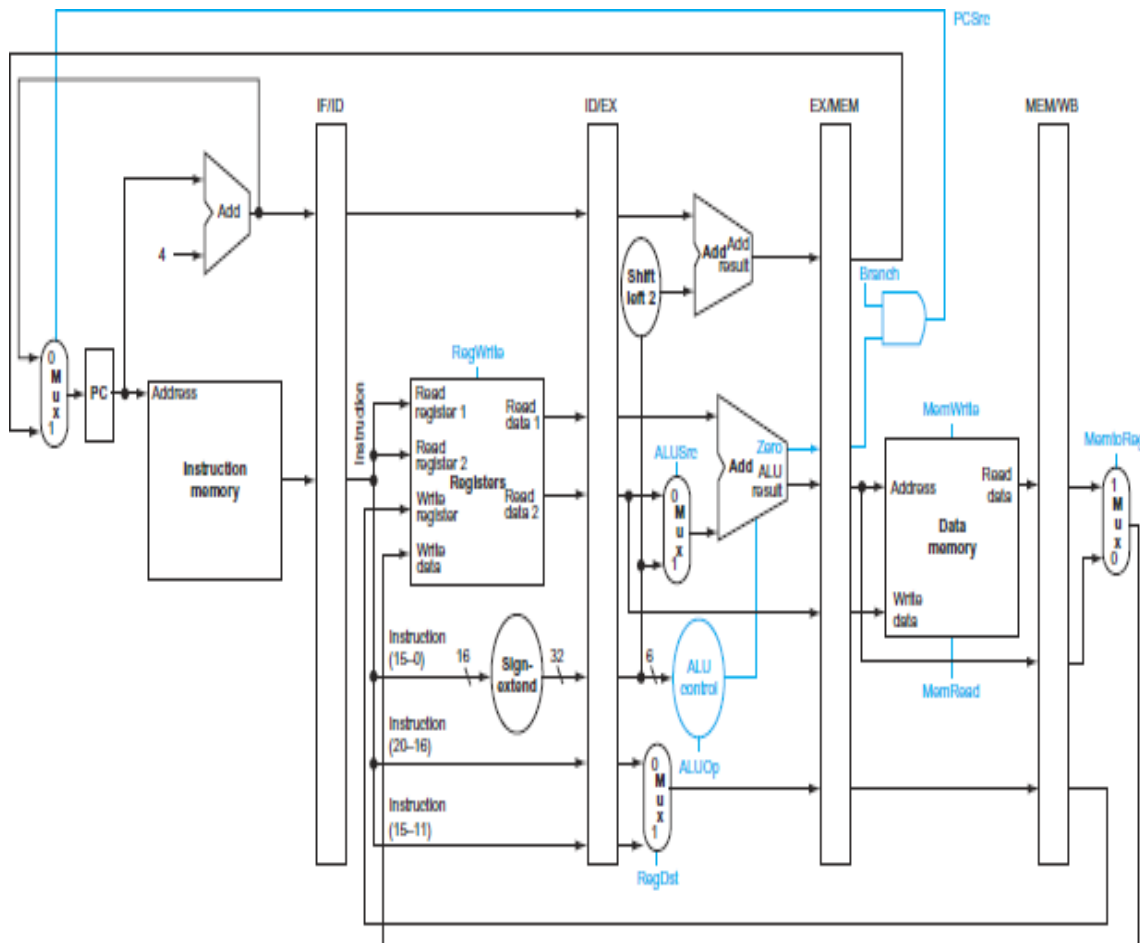 PCSrc
IF/ID
ID/EX
EX/MEM
MEM/WB
Add
4
Add
Add
result
Shift
left 2
Branch
0
M
u
x
1
PC
Address
Instruction
memory
Instruction
RegWrite
Read
register 1
Read
register 2
Write
register
Write
data
Registers
Read
data 1
Read
data 2
ALUSrc
0
M
u
x
1
Add
Zero
ALU
result
MemWrite
Address
Read
data
Data
memory
Write
data
MemRead
MemtoReg
1
M
u
x
0
Instruction
(15–0)
16
Sign-
extend
32
6
ALU
control
ALUOp
Instruction
(20–16)
Instruction
(15–11)
0
M
u
x
1
RegDst